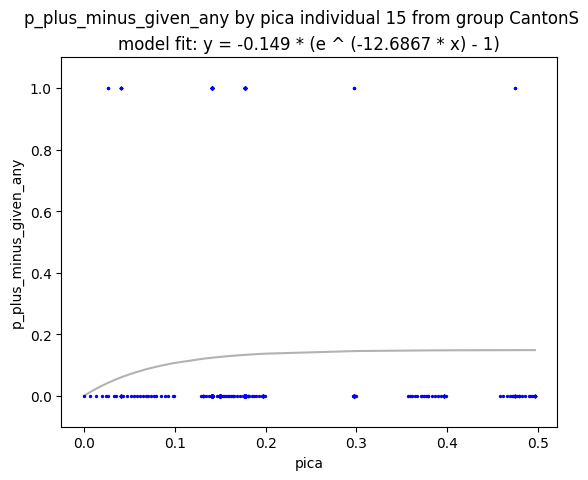 p_plus_minus_given_any by pica individual 15 from group CantonS
model fit: y = -0.149 * (e ^ (-12.6867 * x) - 1)
p_plus_minus_given_any
1.0
0.8
0.6
0.4
0.2
0.0
0.0 0.1 0.2 0.3 0.4 0.5
pica